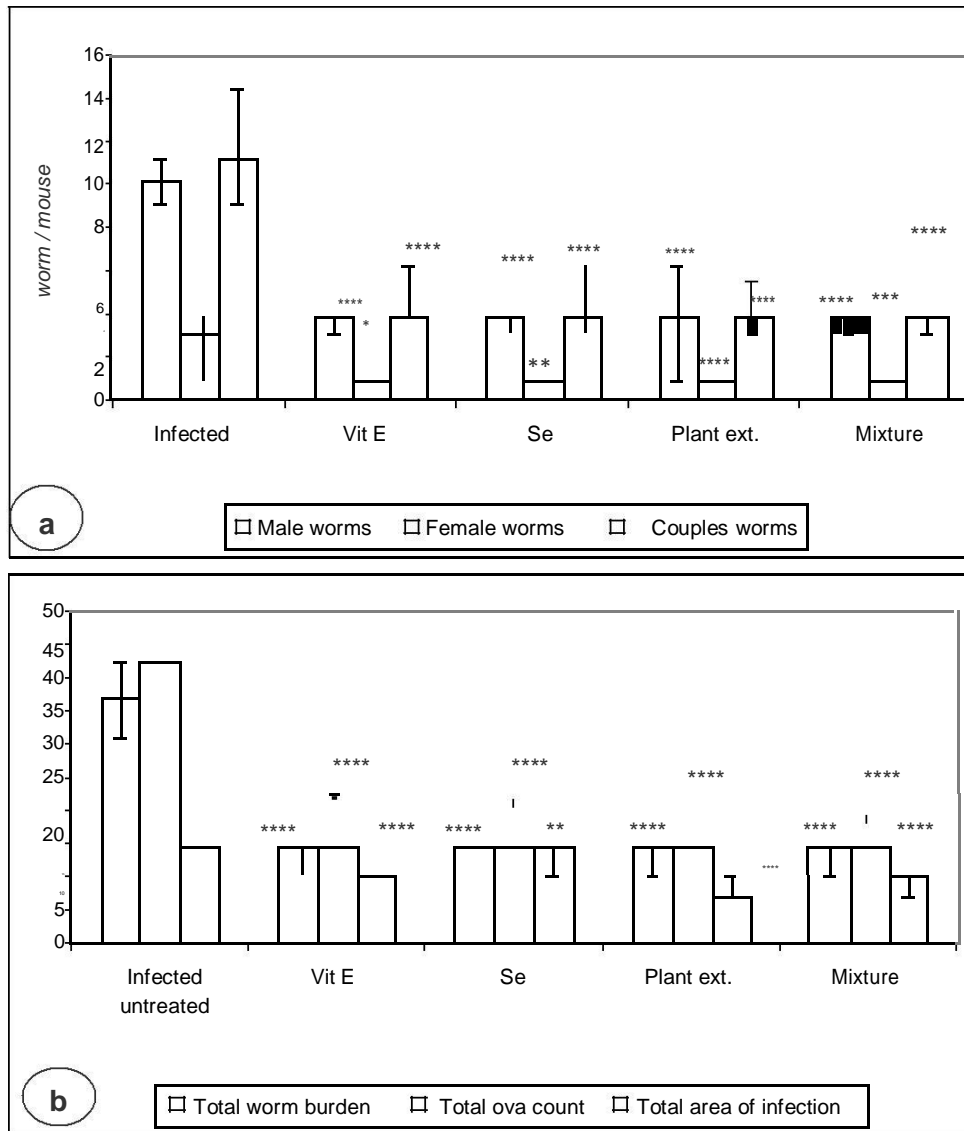 16
14
12
10
8
6
2
0
worm / mouse
**** * ****
**** ** ****
**** **** ****
**** *** ****
Infected Vit E Se Plant ext. Mixture
a
Male worms Female worms Couples worms
50
45
40
35
30
25
20
5
0
**** **** ****
**** **** **
**** **** ****
**** **** ****
Infected Vit E Se Plant ext. Mixture
untreated
b
Total worm burden Total ova count Total area of infection